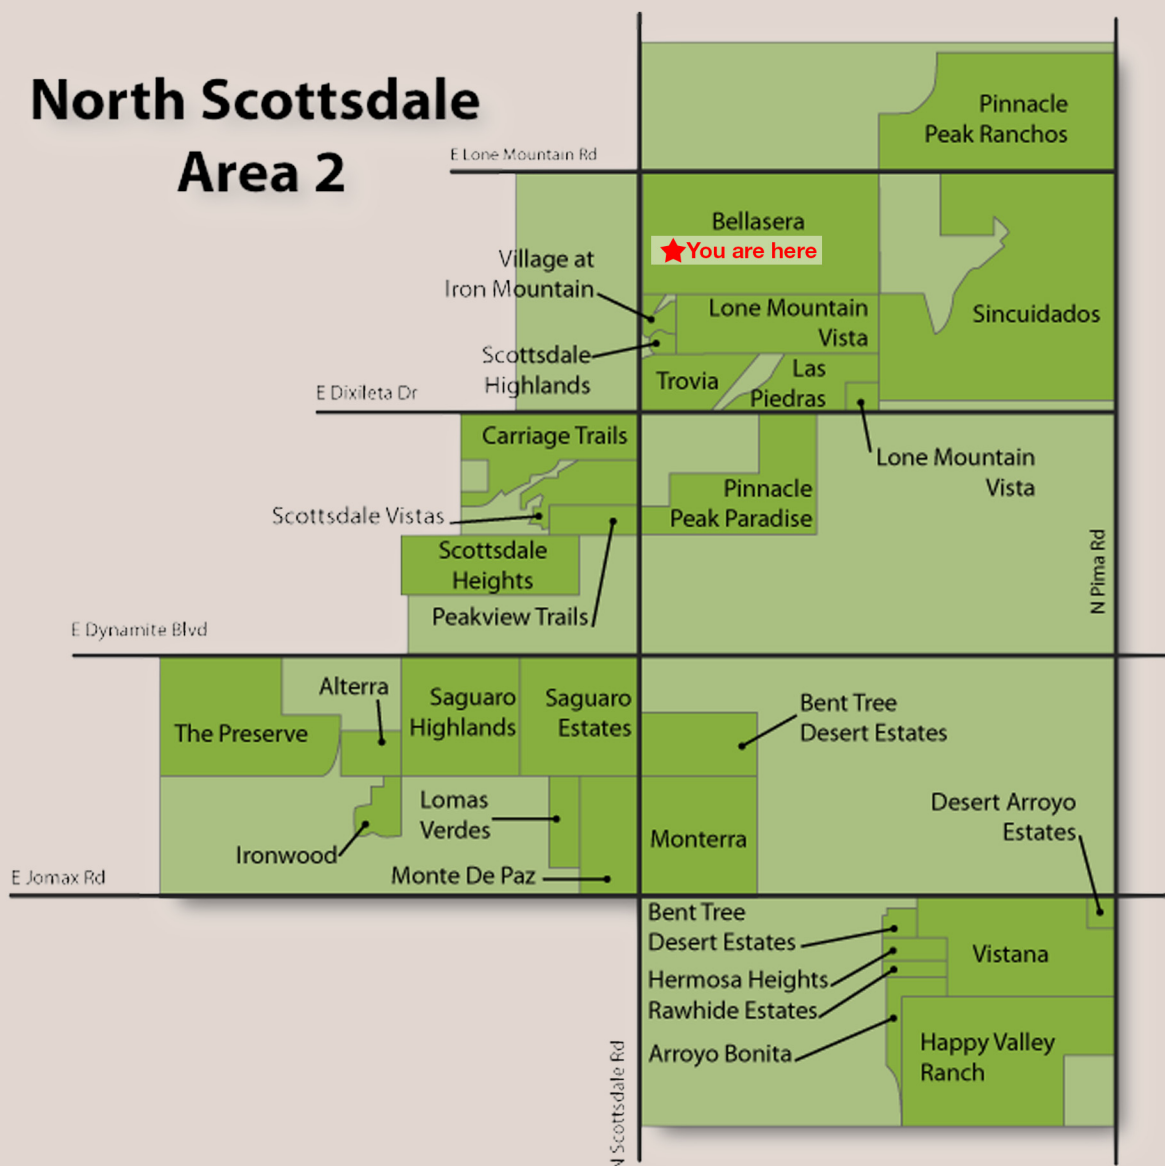 North Scottsdale
Area 2
Pinnacle
Peak Ranchos
E Lone Mountain Rd
Bellasera
You are here
Village at
Iron Mountain
Lone Mountain
Vista
Sincuidados
Scottsdale
Highlands
Trovia
Las
Piedras
E Dixileta Dr
Carriage Trails
Lone Mountain
Vista
Pinnacle
Peak Paradise
Scottsdale Vistas
Scottsdale
Heights
N Pima Rd
Peakview Trails
E Dynamite Blvd
Alterra
Saguaro
Highlands
Saguaro
Estates
The Preserve
Bent Tree
Desert Estates
Lomas
Verdes
Desert Arroyo
Estates
Monterra
Ironwood
Monte De Paz
E Jomax Rd
Bent Tree
Desert Estates
Vistana
Hermosa Heights
Rawhide Estates
Arroyo Bonita
Happy Valley
Ranch
N Scottsdale Rd